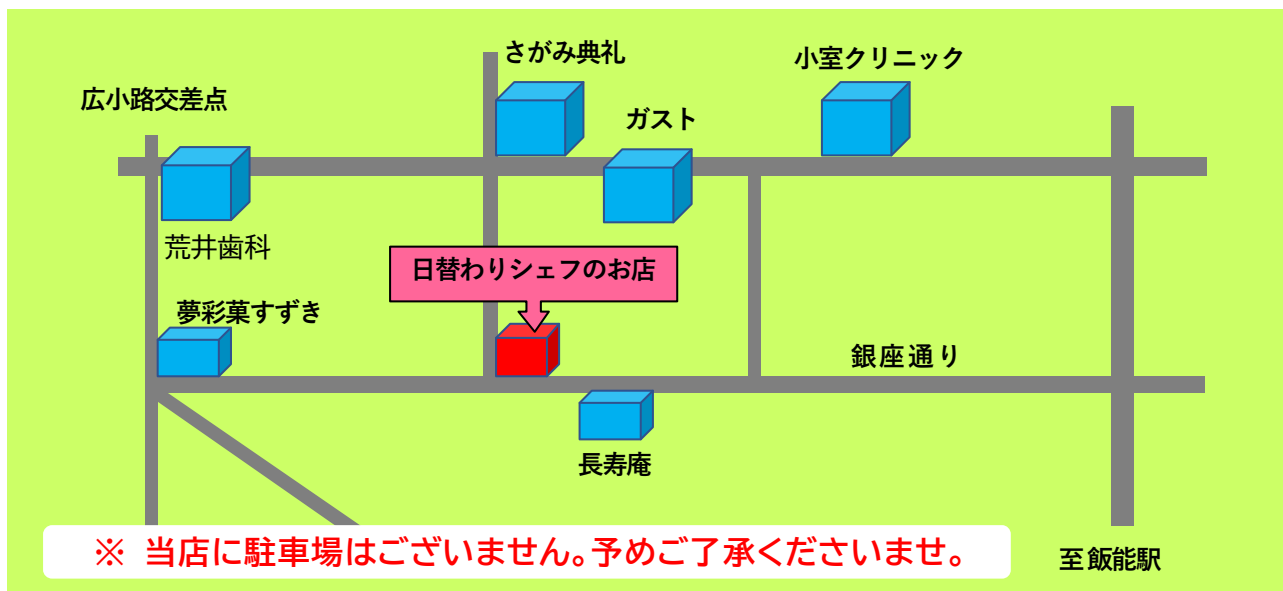 さがみ典礼
小室クリニック
広小路交差点
ガスト
荒井歯科
日替わりシェフのお店
夢彩菓すずき
銀座通り
長寿庵
※ 当店に駐車場はございません。予めご了承くださいませ。
至飯能駅